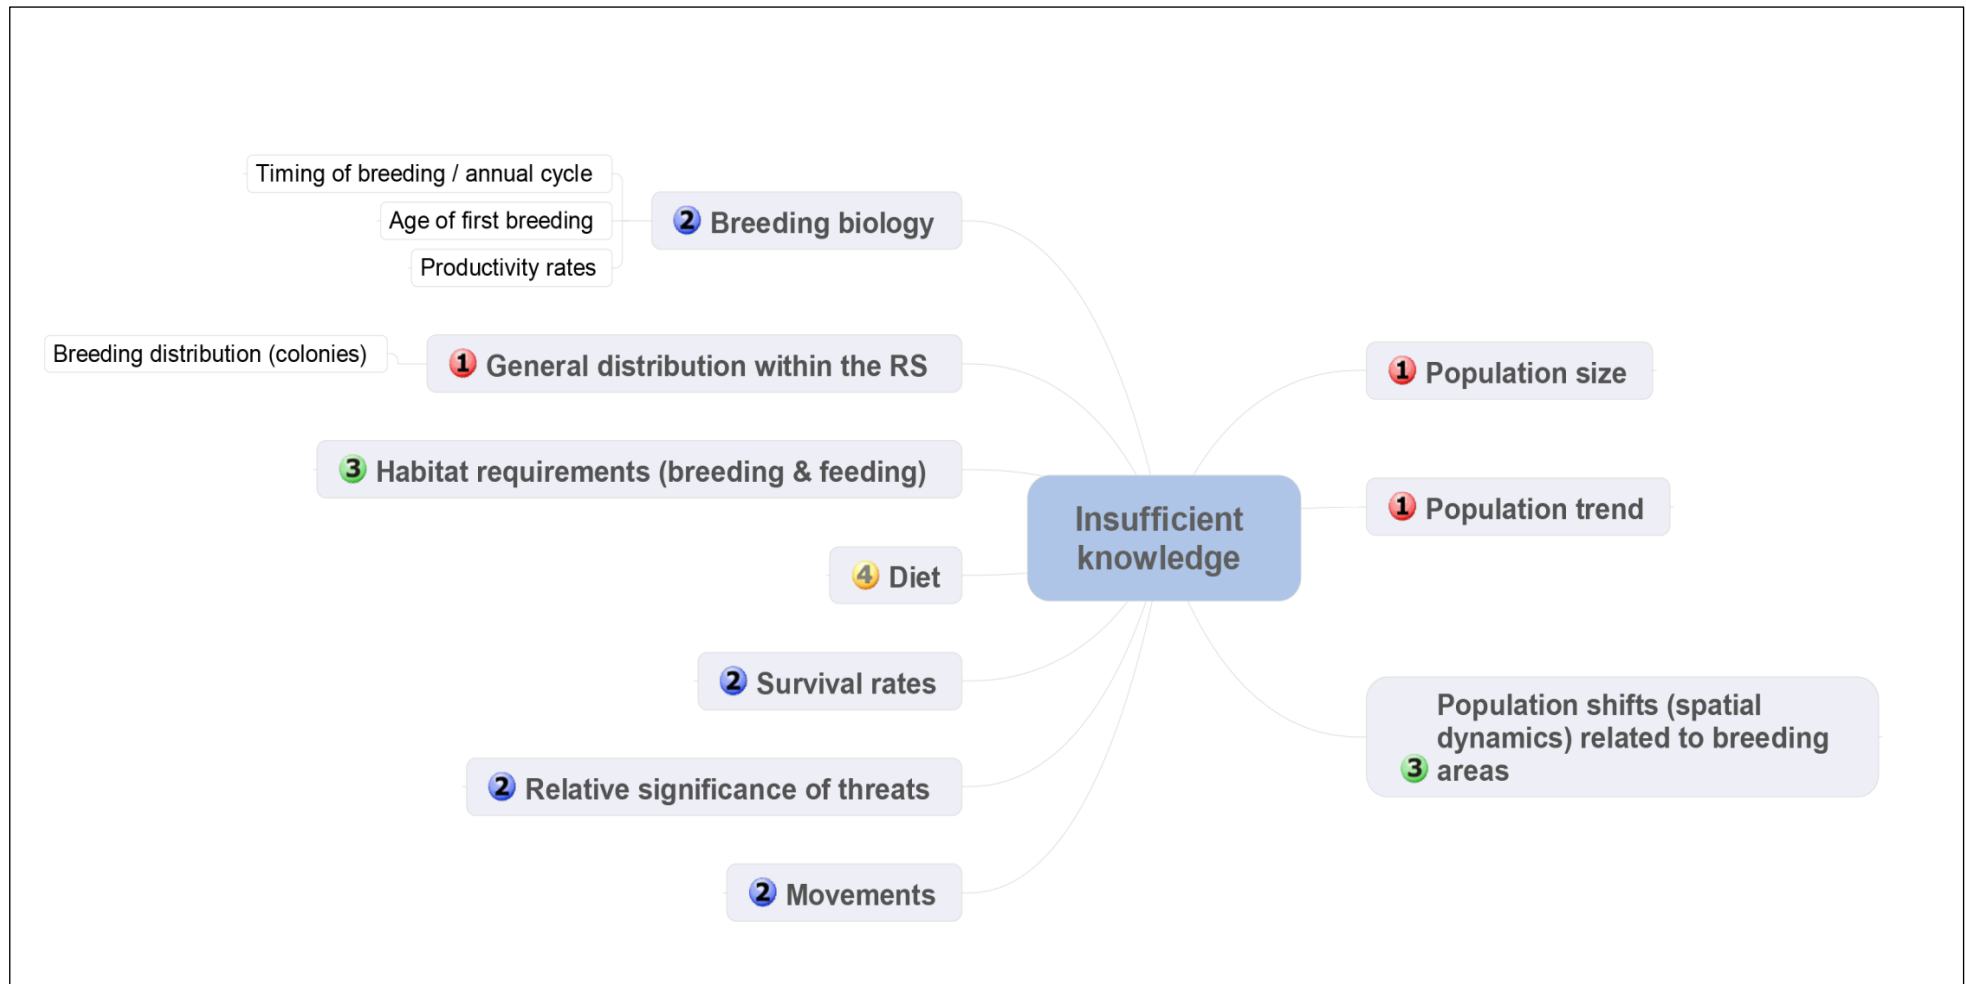 Timing of breeding / annual cycle
Age of first breeding
Productivity rates
2 Breeding biology
Breeding distribution (colonies)
1 General distribution within the RS
3 Habitat requirements (breeding & feeding)
4 Diet
2 Survival rates
2 Relative significance of threats
2 Movements
Insufficient
knowledge
1 Population size
1 Population trend
Population shifts (spatial
dynamics) related to breeding
3 areas